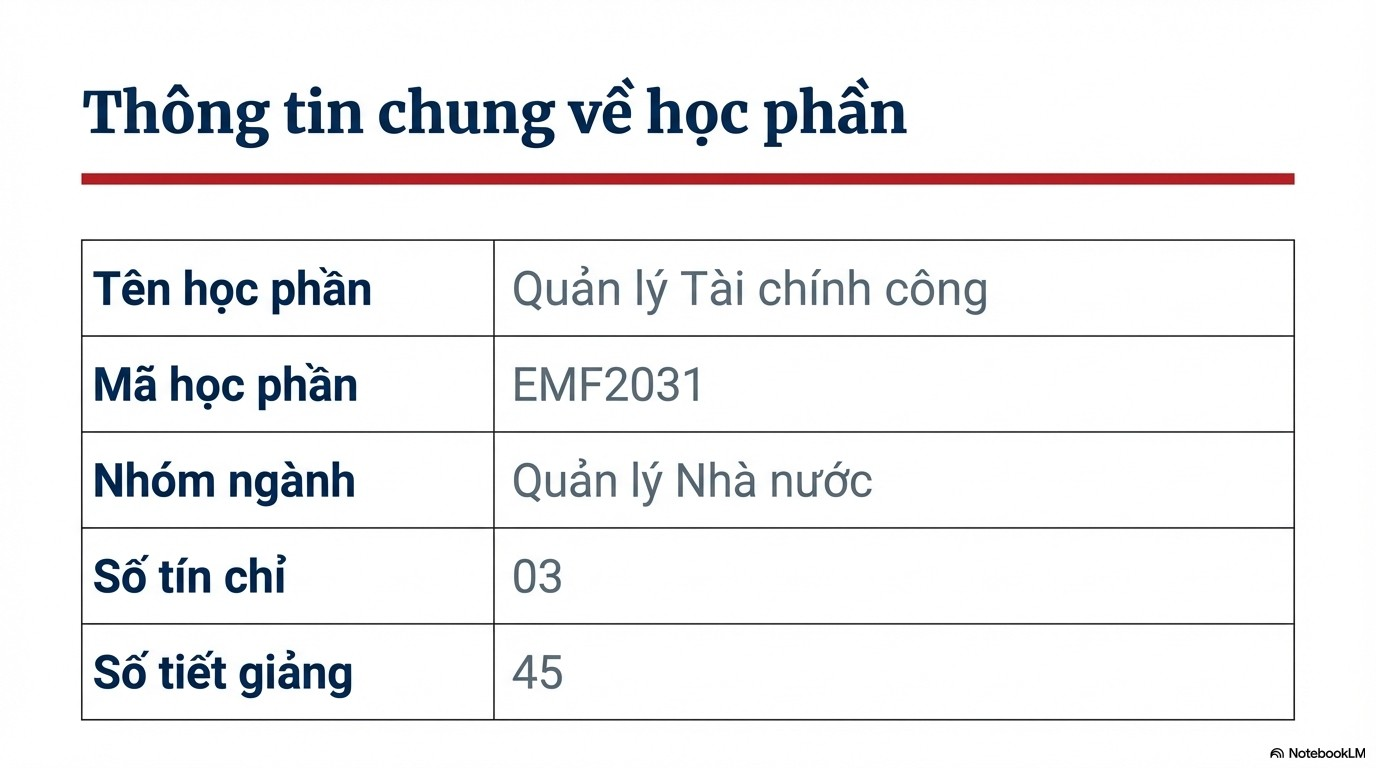 Thông tin chung về học phần
Tên học phần
Quản lý Tài chính công
Mã học phần
EMF2031
Nhóm ngành
Quản lý Nhà nước
Số tín chỉ
03
Số tiết giảng
45
NotebookLM